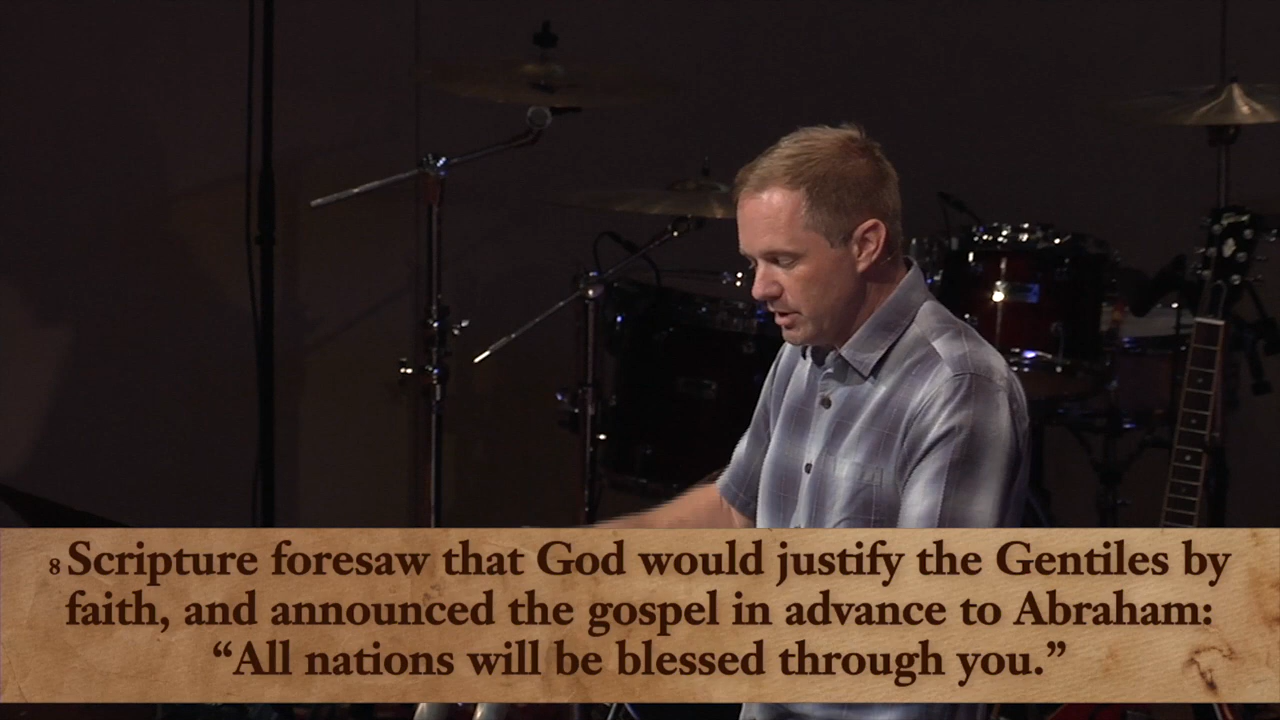 8 Scripture foresaw that God would justify the Gentiles by
faith, and announced the gospel in advance to Abraham:
“All nations will be blessed through you.”